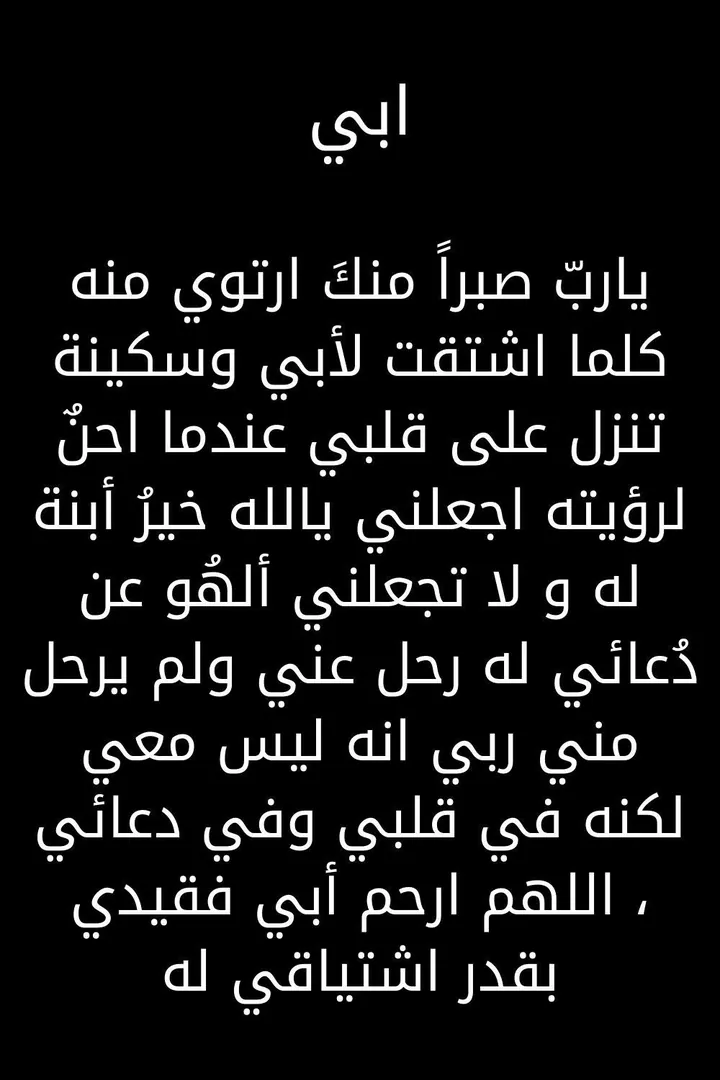 ابي
ياربّ صبراً منكَ ارتوي منه
كلما اشتقت لأبي وسكينة
تنزل على قلبي عندما احنُّ
لرؤيته اجعلني يالله خيرُ أبنة
له و لا تجعلني ألهُو عن
دُعائي له رحل عني ولم يرحل
مني ربي انه ليس معي
لكنه في قلبي وفي دعائي
، اللهم ارحم أبي فقيدي
بقدر اشتياقي له